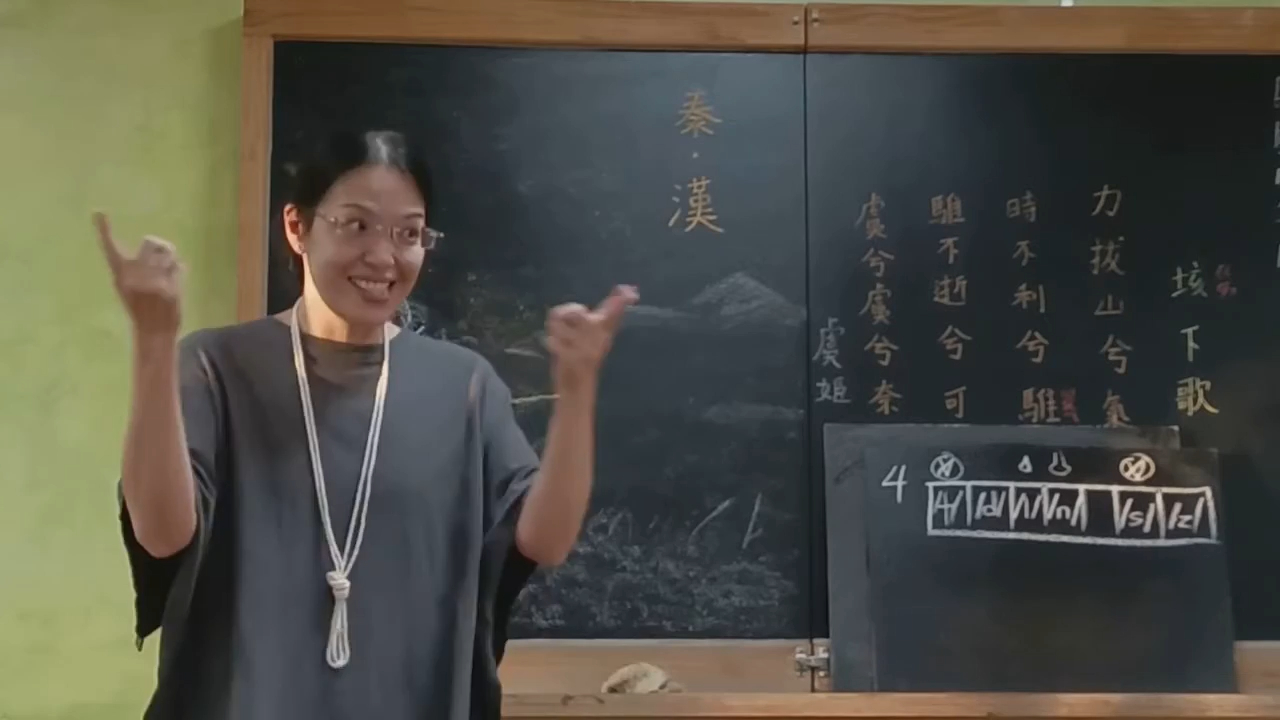 秦·漢
垓下歌
力拔山兮氣
時不利兮騅
騅不逝兮可
虞兮虞兮奈
虞姬
4
/t/ /d/ /l/ /n/ /s/ /z/